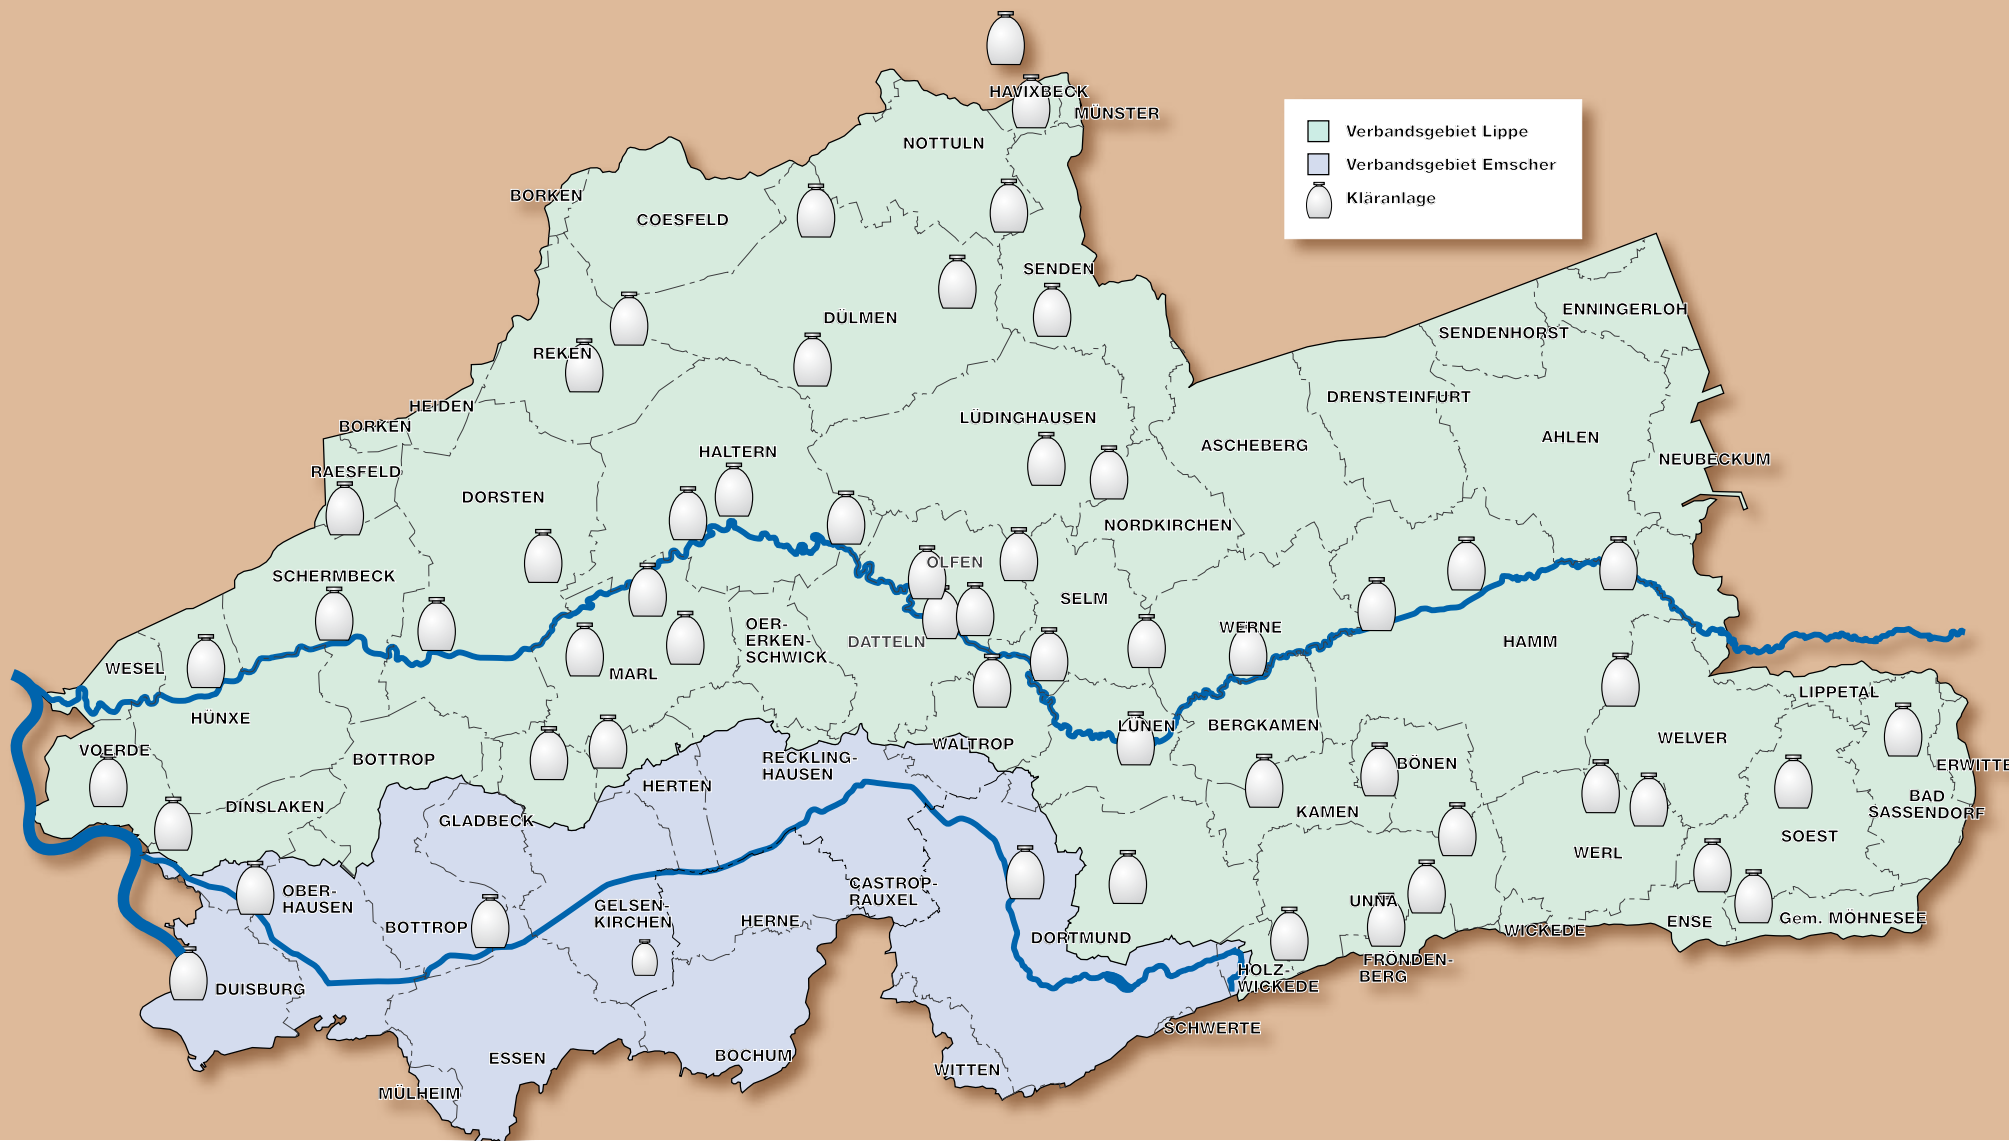 HAVIXBECK
MÜNSTER
NOTTULN
Verbandsgebiet Lippe
Verbandsgebiet Emscher
Kläranlage
BORKEN
COESFELD
SENDEN
DÜLMEN
ENNINGERLOH
SENDENHORST
REKEN
DRENSTEINFURT
HEIDEN
BORKEN
LÜDINGHAUSEN
ASCHEBERG
AHLEN
HALTERN
NEUBECKUM
RAESFELD
DORSTEN
NORDKIRCHEN
OLFEN
SCHERMBECK
SELM
OER-
ERKEN-
SCHWICK
DATTELN
WERNE
HAMM
WESEL
MARL
LIPPETAL
HÜNXE
LÜNEN
BERGKAMEN
WELVER
VOERDE
BOTTROP
RECKLING-
HAUSEN
WALTROP
BÖNEN
ERWITTE
HERTEN
BAD
SASSENDORF
DINSLAKEN
GLADBECK
KAMEN
SOEST
WERL
OBER-
HAUSEN
CASTROP-
RAUXEL
GELSEN-
KIRCHEN
UNNA
BOTTROP
HERNE
DORTMUND
WICKEDE
ENSE
Gem. MÖHNESEE
FRÖNDEN-
BERG
HOLZ-
WICKEDE
DUISBURG
SCHWERTE
ESSEN
BOCHUM
WITTEN
MÜLHEIM